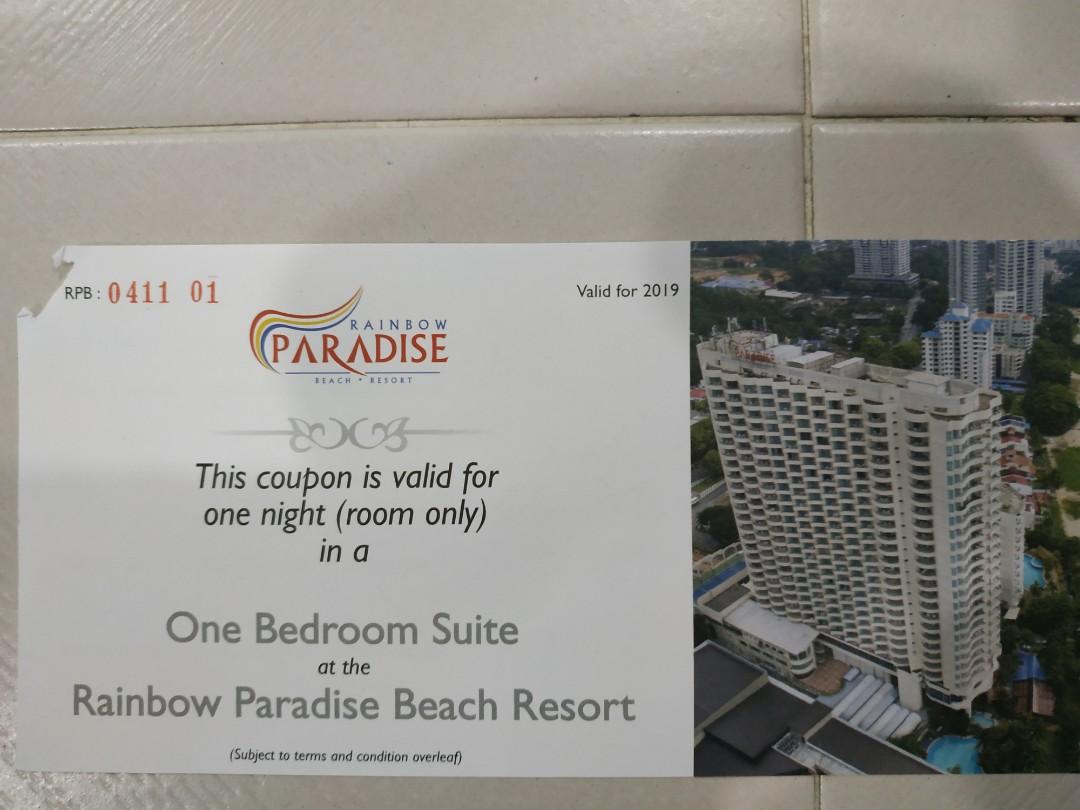 RPB : 0411 01
Valid for 2019
RAINBOW
PARADISE
BEACH • RESORT
This coupon is valid for
one night (room only)
in a
One Bedroom Suite
at the
Rainbow Paradise Beach Resort
(Subject to terms and condition overleaf)
PARADISE